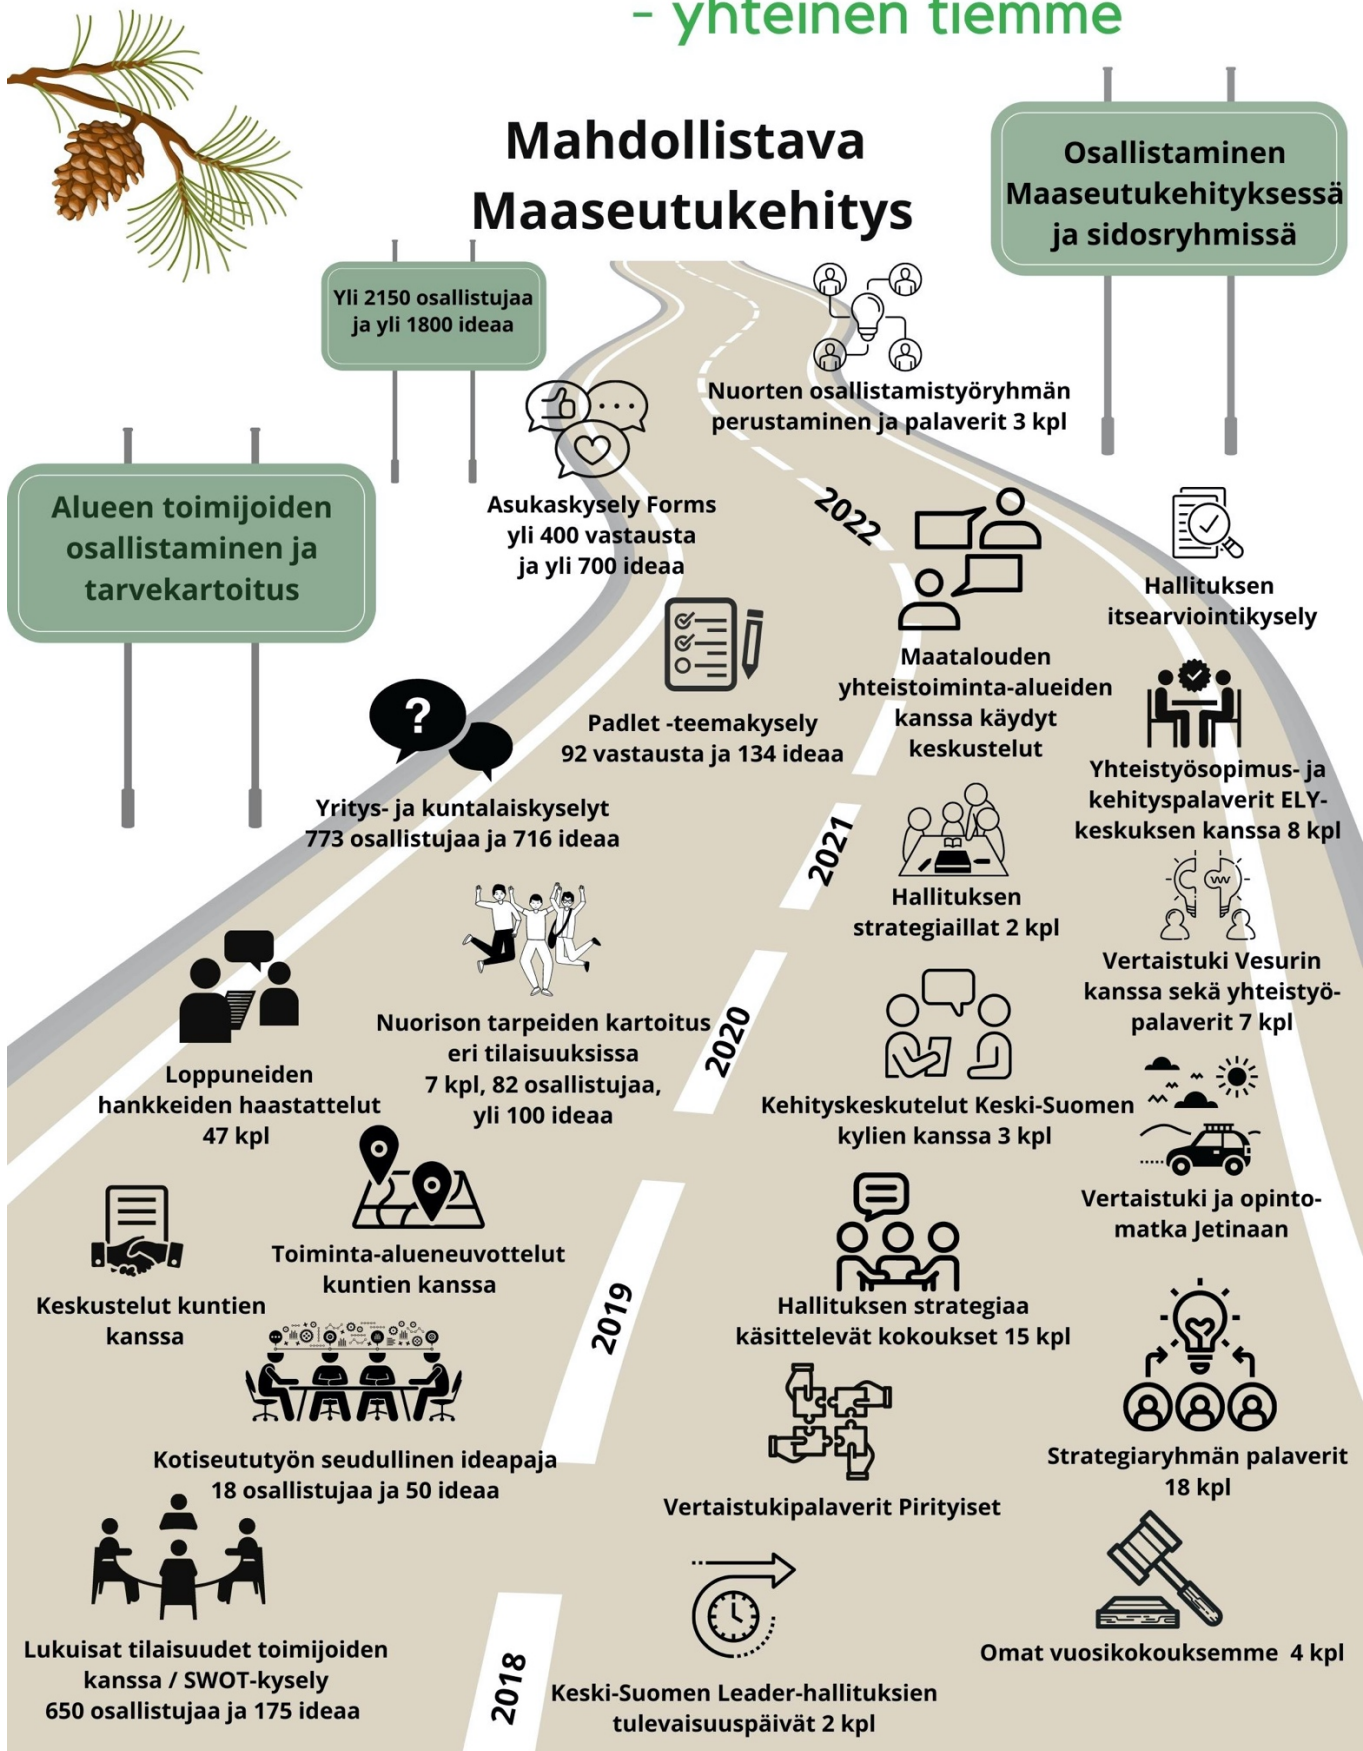 - yhteinen tiemme
Mahdollistava
Maaseutukehitys
Osallistaminen
Maaseutukehityksessä
ja sidosryhmissä
Yli 2150 osallistujaa
ja yli 1800 ideaa
Alueen toimijoiden
osallistaminen ja
tarvekartoitus
Nuorten osallistamistyöryhmän
perustaminen ja palaverit 3 kpl
Asukaskysely Forms
yli 400 vastausta
ja yli 700 ideaa
2022
Hallituksen
itsearviointikysely
Maatalouden
yhteistoiminta-alueiden
kanssa käydyt
keskustelut
Padlet -teemakysely
92 vastausta ja 134 ideaa
?
Yritys- ja kuntalaiskyselyt
773 osallistujaa ja 716 ideaa
Yhteistyösopimus- ja
kehityspalaverit ELY-
keskuksen kanssa 8 kpl
2021
Hallituksen
strategiaillat 2 kpl
Vertaistuki Vesurin
kanssa sekä yhteistyö-
palaverit 7 kpl
Nuorison tarpeiden kartoitus
eri tilaisuuksissa
7 kpl, 82 osallistujaa,
yli 100 ideaa
2020
Loppuneiden
hankkeiden haastattelut
47 kpl
Kehityskeskutelut Keski-Suomen
kylien kanssa 3 kpl
Vertaistuki ja opinto-
matka Jetinaan
Toiminta-alueneuvottelut
kuntien kanssa
Keskustelut kuntien
kanssa
2019
Hallituksen strategiaa
käsittelevät kokoukset 15 kpl
Kotiseututyön seudullinen ideapaja
18 osallistujaa ja 50 ideaa
Strategiaryhmän palaverit
18 kpl
Vertaistukipalaverit Pirityiset
Lukuisat tilaisuudet toimijoiden
kanssa / SWOT-kysely
650 osallistujaa ja 175 ideaa
2018
Keski-Suomen Leader-hallituksien
tulevaisuuspäivät 2 kpl
Omat vuosikokouksemme 4 kpl